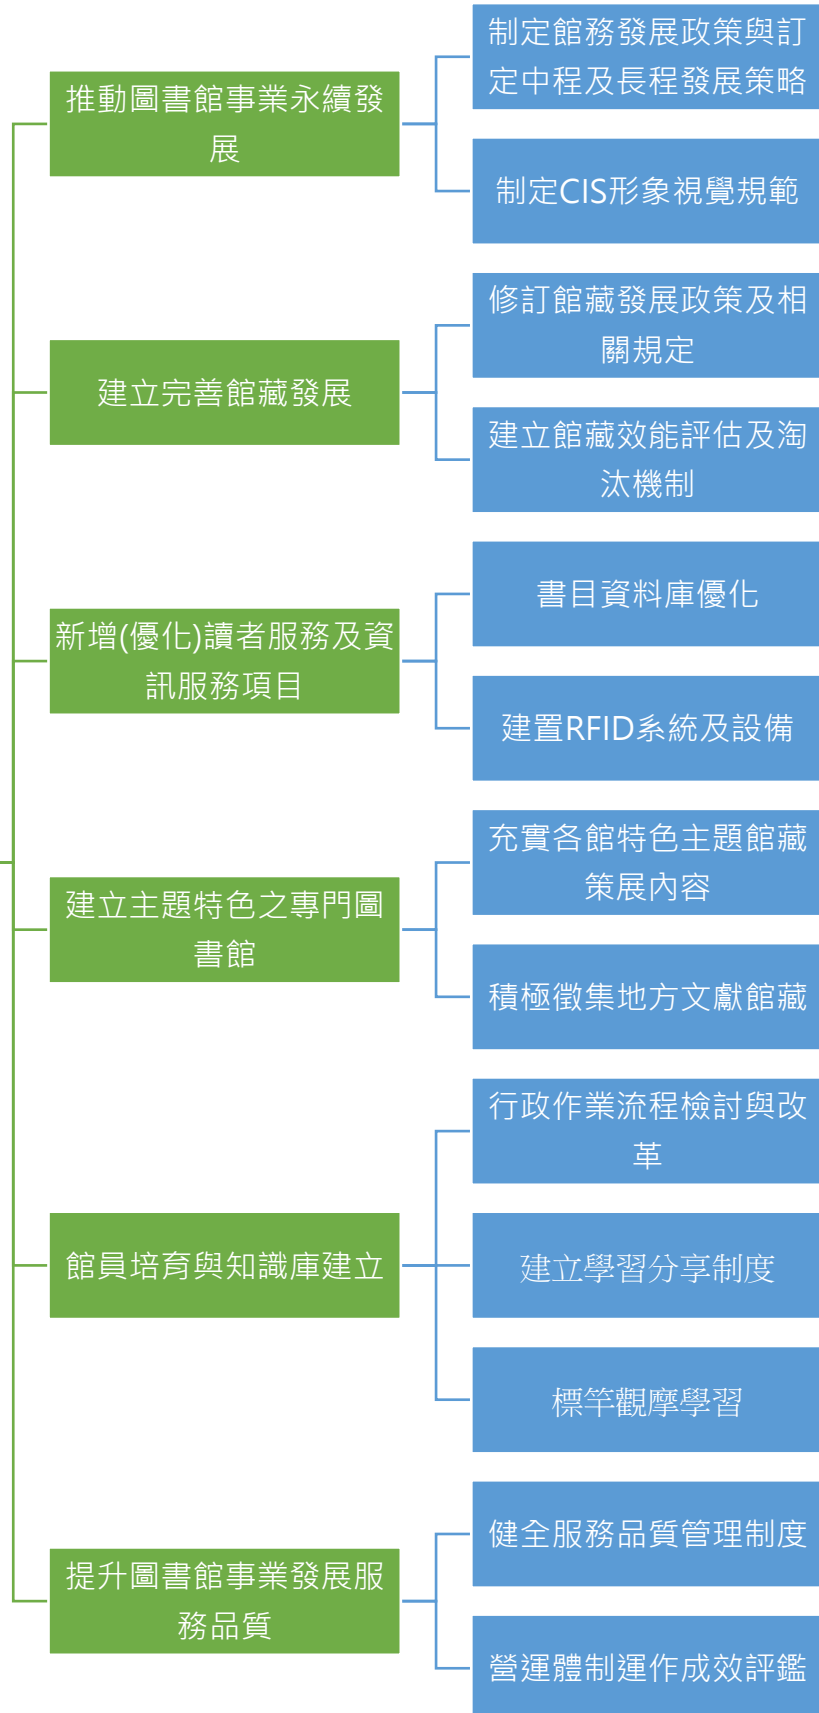 推動圖書館事業永續發
展
制定館務發展政策與訂
定中程及長程發展策略
制定CIS形象視覺規範
建立完善館藏發展
修訂館藏發展政策及相
關規定
建立館藏效能評估及淘
汰機制
新增(優化)讀者服務及資
訊服務項目
書目資料庫優化
建置RFID系統及設備
建立主題特色之專門圖
書館
充實各館特色主題館藏
策展內容
積極徵集地方文獻館藏
館員培育與知識庫建立
行政作業流程檢討與改
革
建立學習分享制度
標竿觀摩學習
提升圖書館事業發展服
務品質
健全服務品質管理制度
營運體制運作成效評鑑